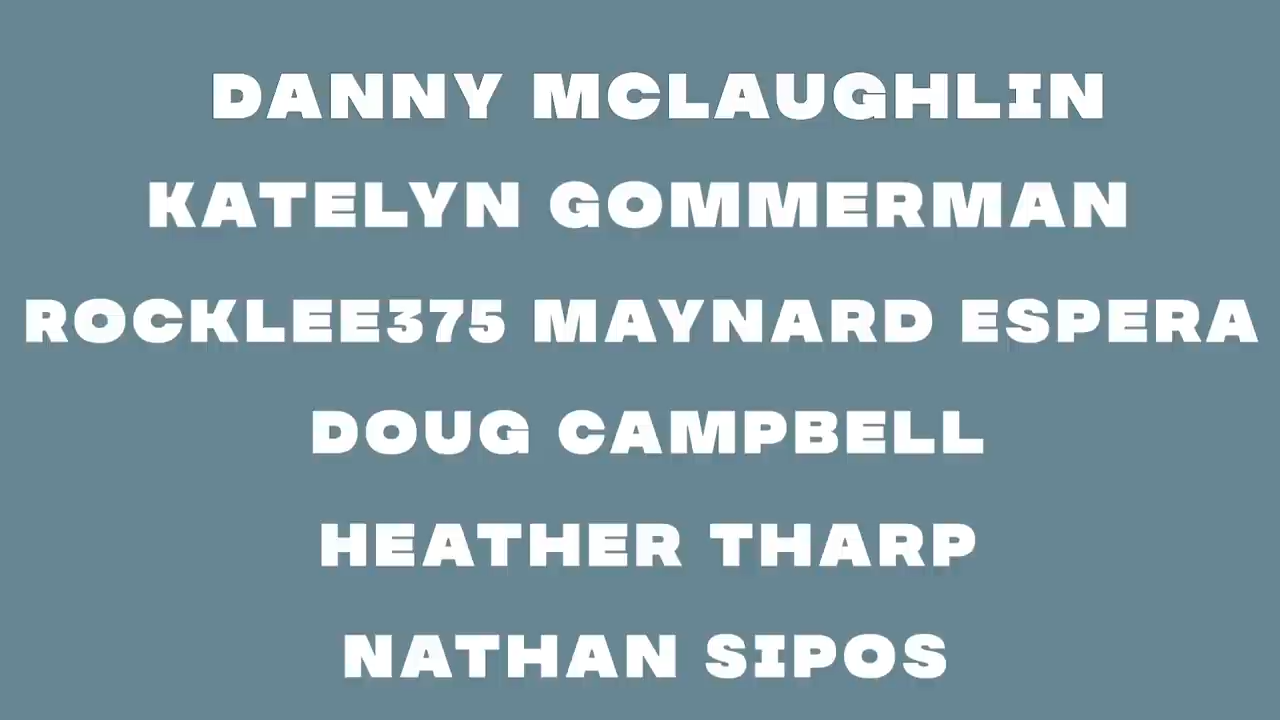 DANNY MCLAUGHLIN
KATELYN GOMMERMAN
ROCKLEE375 MAYNARD ESPERA
DOUG CAMPBELL
HEATHER THARP
NATHAN SIPOS